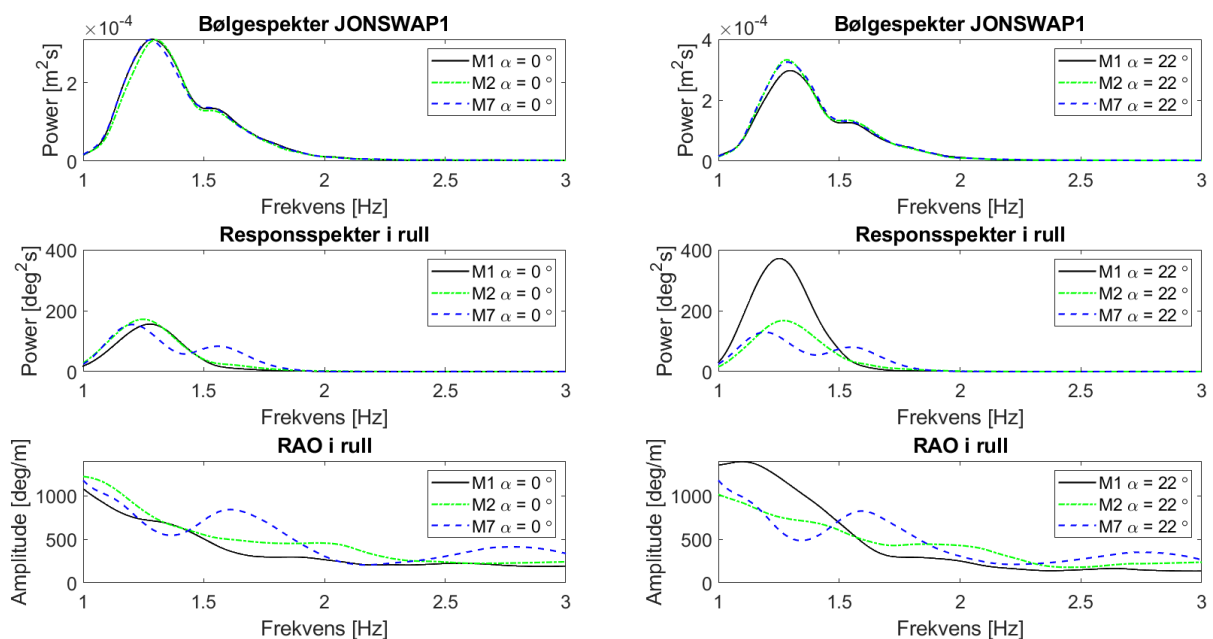 Bølgespekter JONSWAP1
×10⁻⁴
Power [m²s]
2
0
1 1.5 2 2.5 3
Frekvens [Hz]
M1 α = 0 °
M2 α = 0 °
M7 α = 0 °
Bølgespekter JONSWAP1
×10⁻⁴
Power [m²s]
4
2
0
1 1.5 2 2.5 3
Frekvens [Hz]
M1 α = 22 °
M2 α = 22 °
M7 α = 22 °
Responsspekter i rull
Power [deg²s]
400
200
0
1 1.5 2 2.5 3
Frekvens [Hz]
M1 α = 0 °
M2 α = 0 °
M7 α = 0 °
Responsspekter i rull
Power [deg²s]
400
200
0
1 1.5 2 2.5 3
Frekvens [Hz]
M1 α = 22 °
M2 α = 22 °
M7 α = 22 °
RAO i rull
Amplitude [deg/m]
1000
500
0
1 1.5 2 2.5 3
Frekvens [Hz]
M1 α = 0 °
M2 α = 0 °
M7 α = 0 °
RAO i rull
Amplitude [deg/m]
1000
500
0
1 1.5 2 2.5 3
Frekvens [Hz]
M1 α = 22 °
M2 α = 22 °
M7 α = 22 °